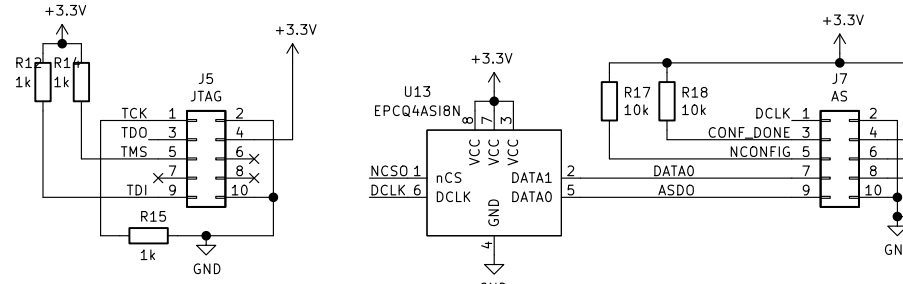 +3.3V
R12
1k
R14
1k
J5
JTAG
TCK 1 2
TDO 3 4
TMS 5 6
7 8
TDI 9 10
R15
1k
GND
+3.3V
+3.3V
U13
EPCQ4ASI8N
8 7 3
VCC VCC VCC
NCSO 1 nCS DATA1 2 DATA0
DCLK 6 DCLK DATA0 5 ASDO
GND
4
+3.3V
R17
10k
R18
10k
J7
AS
DCLK 1 2
CONF_DONE 3 4
NCONFIG 5 6
7 8
9 10